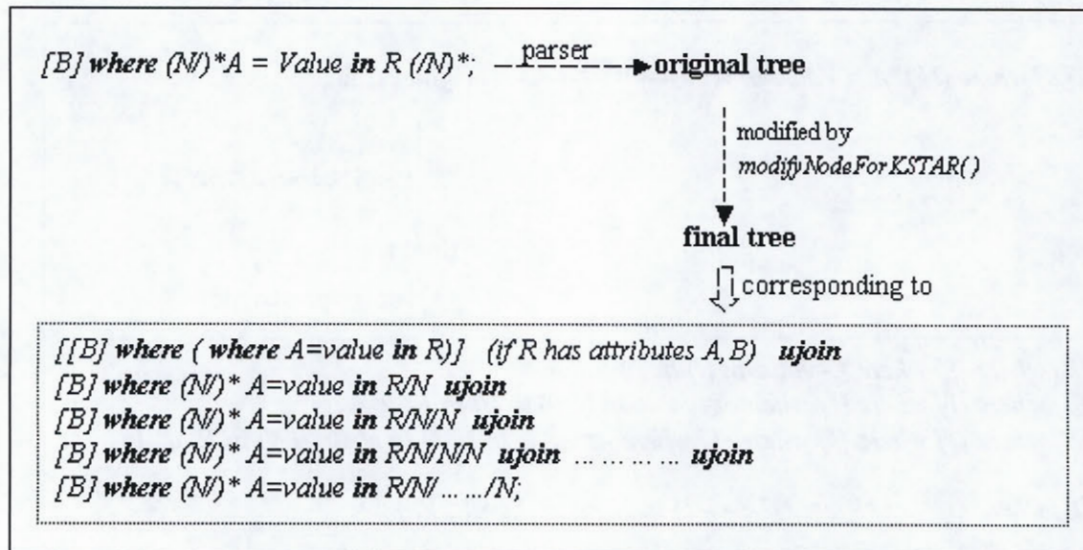 [B] where (N/)*A = Value in R (/N)*; parser original tree
modified by
modifyNodeForKSTAR()
final tree
corresponding to
[[B] where ( where A=value in R)] (if R has attributes A, B) ujoin
[B] where (N/)* A=value in R/N ujoin
[B] where (N/)* A=value in R/N/N ujoin
[B] where (N/)* A=value in R/N/N/N ujoin ... ... ... ... ujoin
[B] where (N/)* A=value in R/N/ ... .../N;